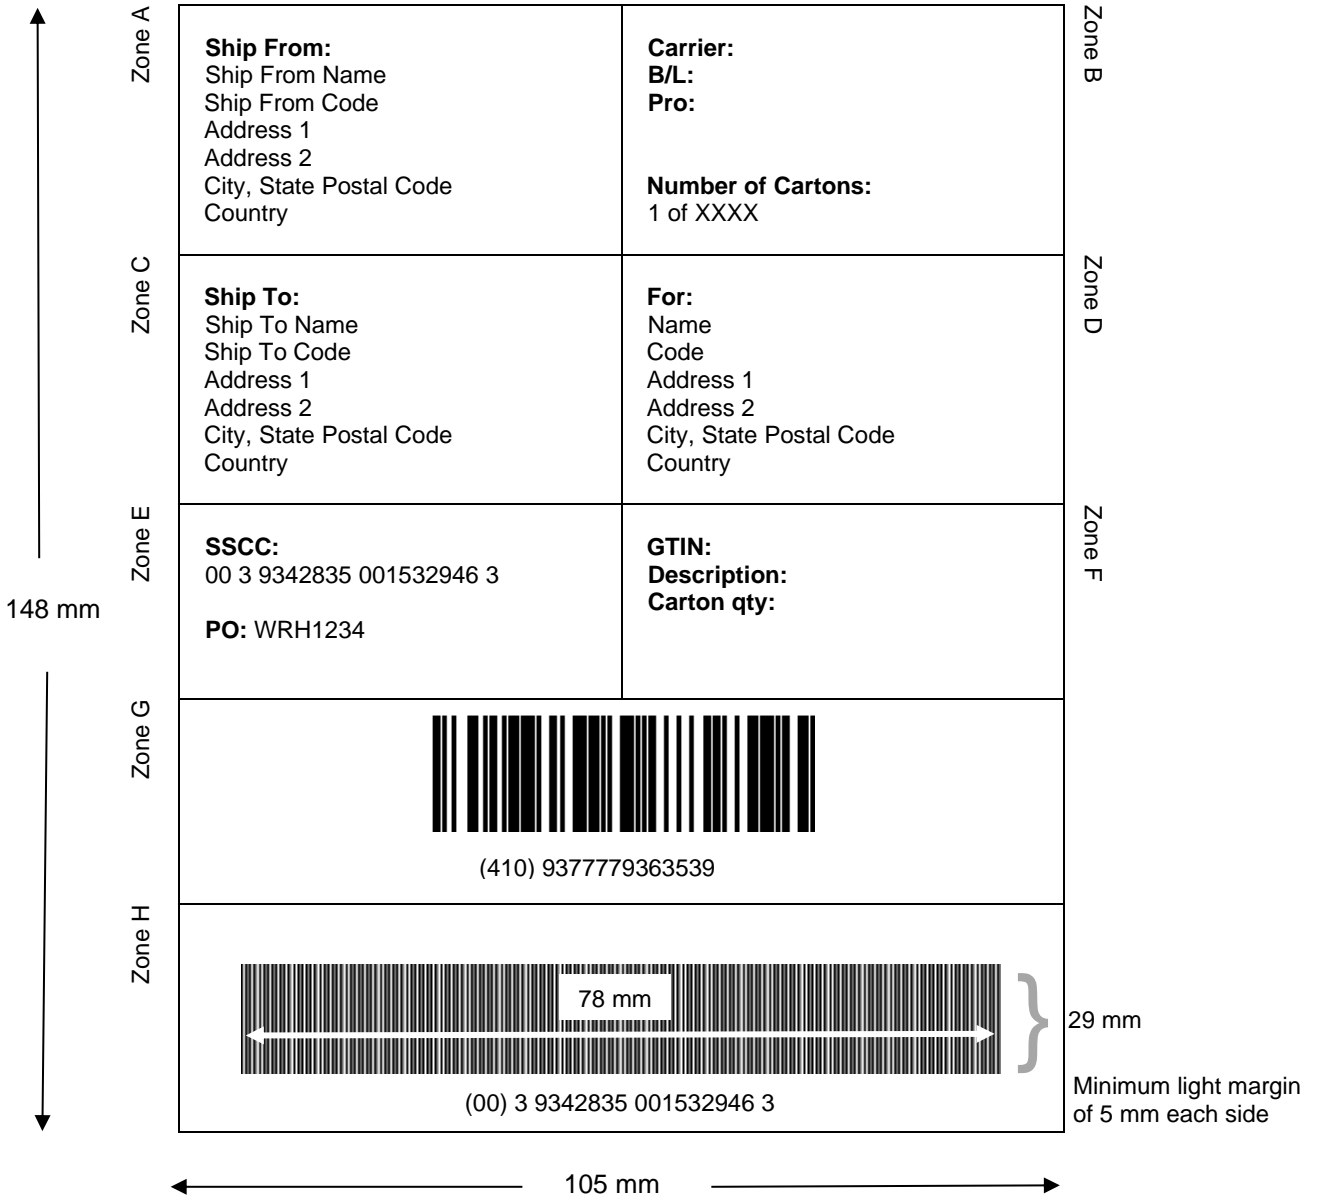 Zone A
Ship From:
Ship From Name
Ship From Code
Address 1
Address 2
City, State Postal Code
Country
Carrier:
B/L:
Pro:
Number of Cartons:
1 of XXXX
Zone B
Zone C
Ship To:
Ship To Name
Ship To Code
Address 1
Address 2
City, State Postal Code
Country
For:
Name
Code
Address 1
Address 2
City, State Postal Code
Country
Zone D
Zone E
SSCC:
00 3 9342835 001532946 3
PO: WRH1234
GTIN:
Description:
Carton qty:
Zone F
148 mm
Zone G
(410) 9377779363539
Zone H
78 mm
29 mm
(00) 3 9342835 001532946 3
Minimum light margin
of 5 mm each side
105 mm